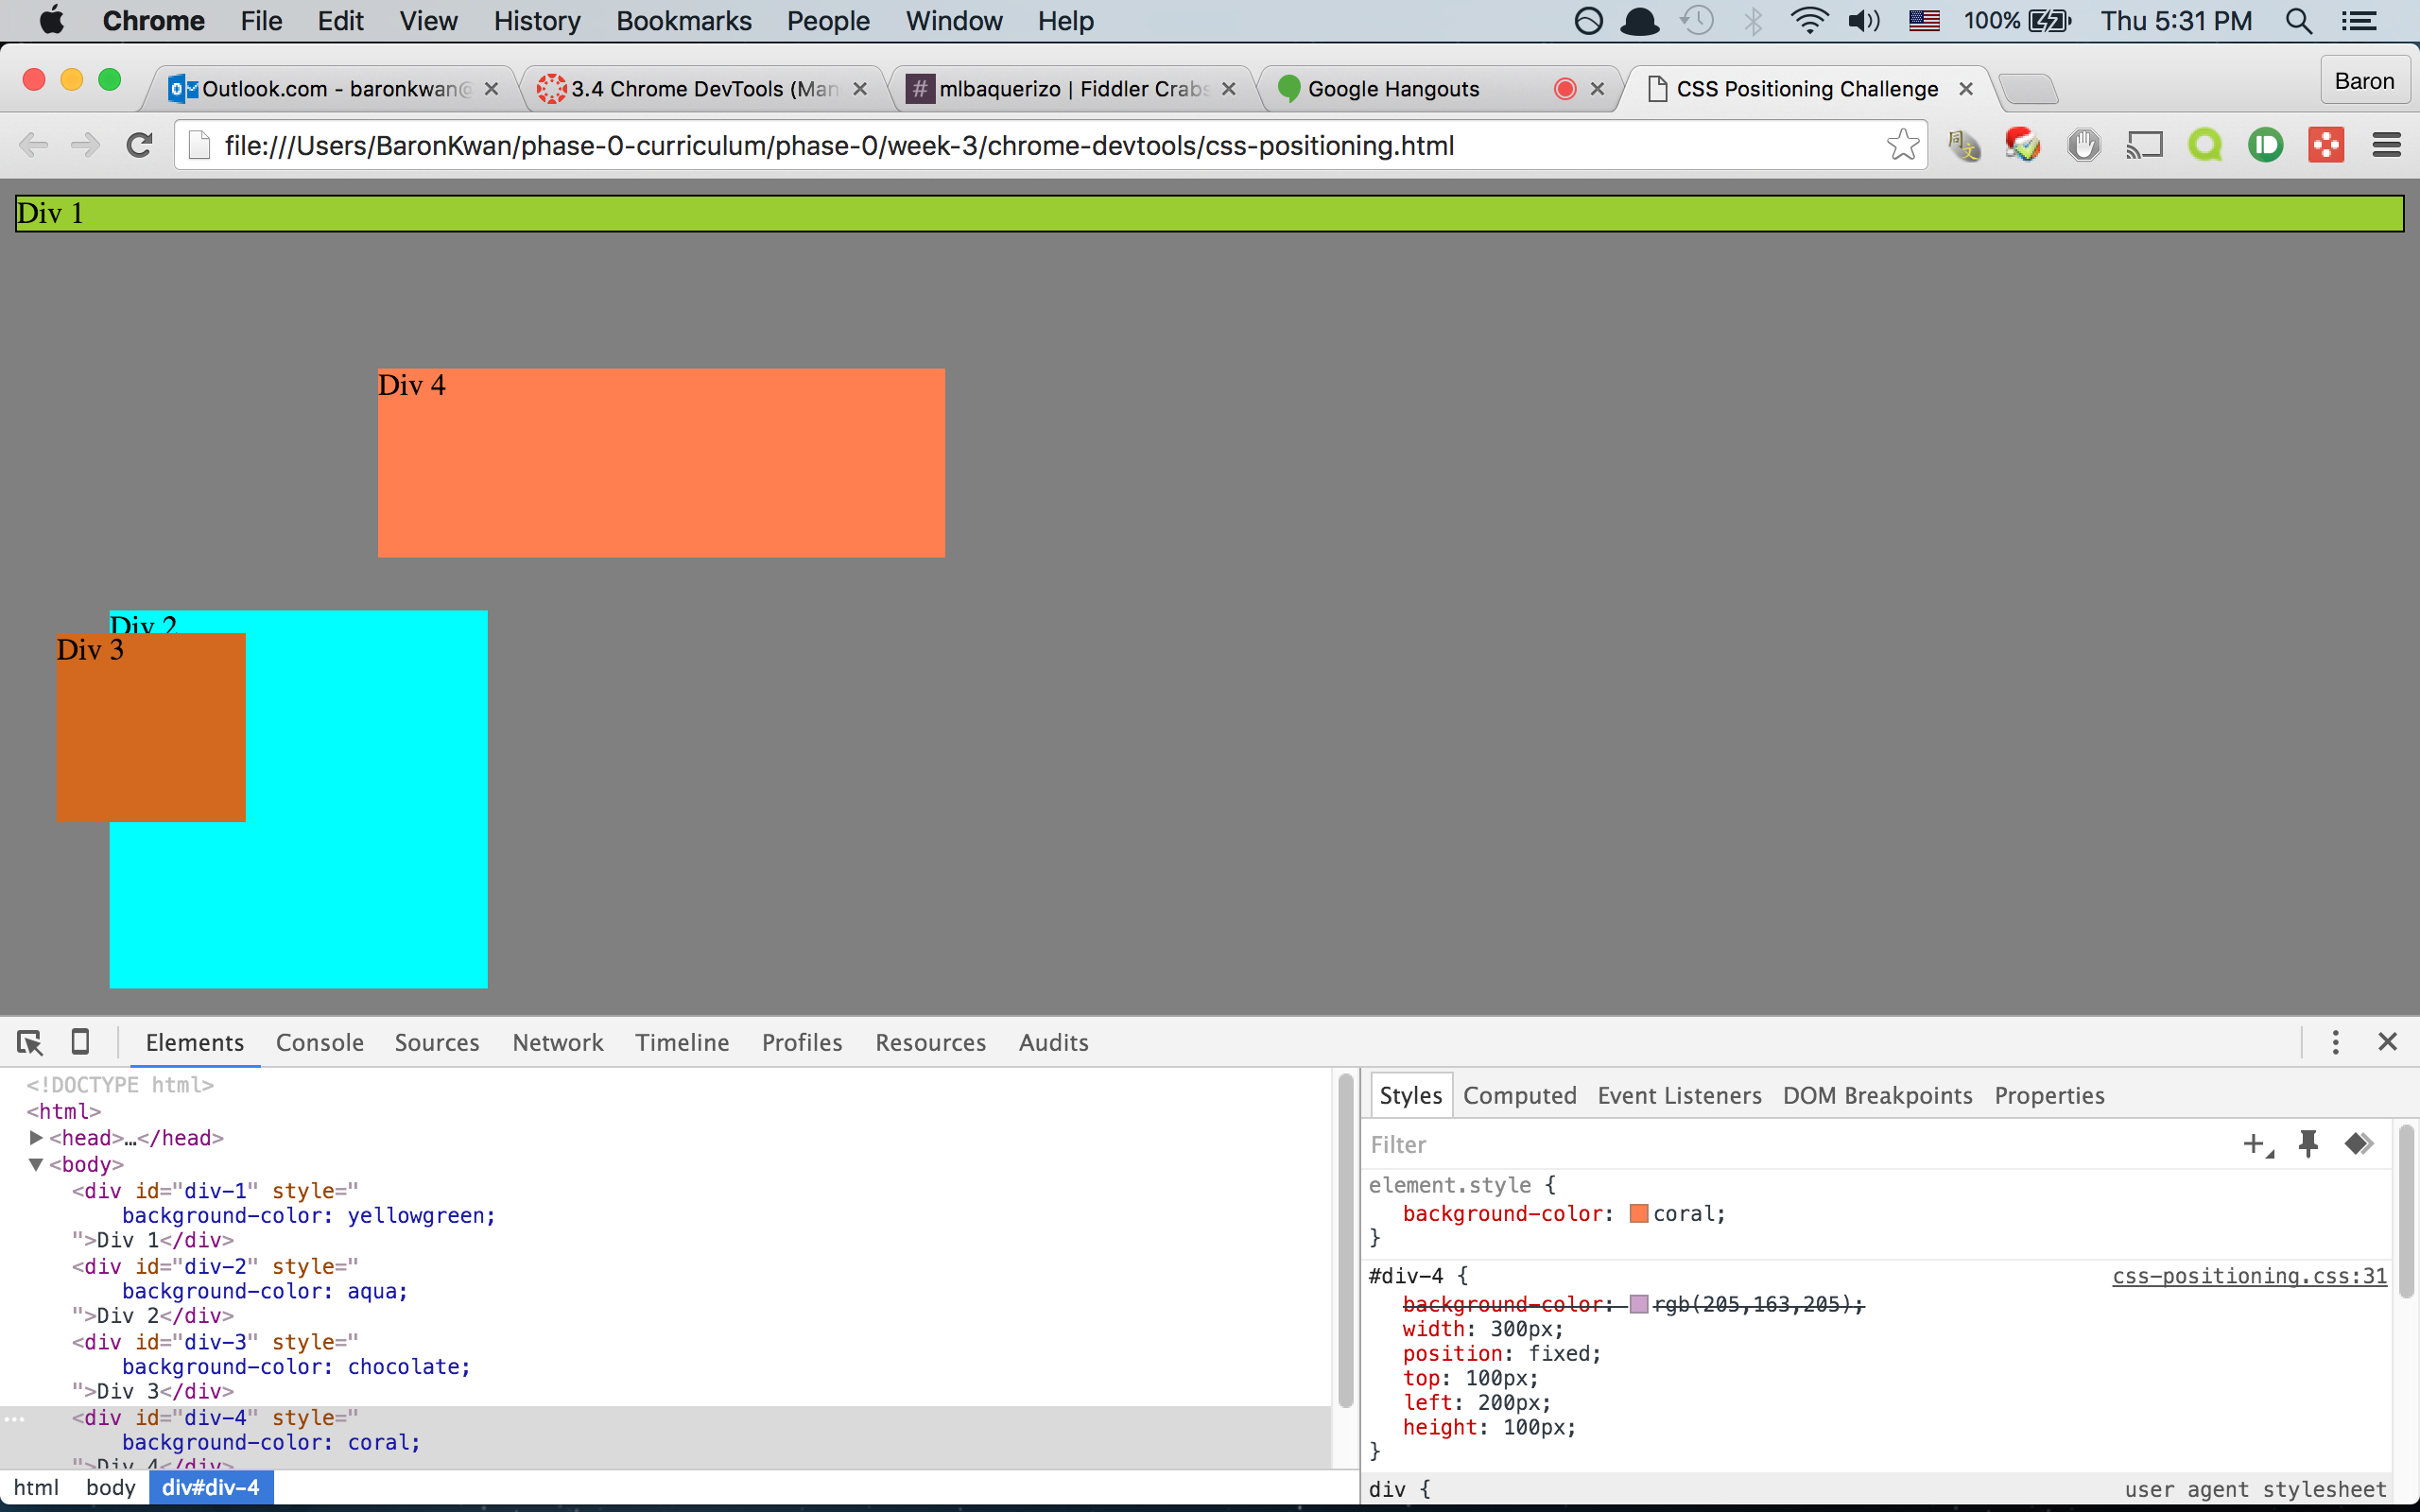 Chrome File Edit View History Bookmarks People Window Help 100% Thu 5:31 PM
Outlook.com - baronkwan@ 3.4 Chrome DevTools (Man # mlbaquerizo | Fiddler Crabs Google Hangouts CSS Positioning Challenge Baron
file:///Users/BaronKwan/phase-0-curriculum/phase-0/week-3/chrome-devtools/css-positioning.html
Div 1
Div 4
Div 2
Div 3
Elements Console Sources Network Timeline Profiles Resources Audits
<!DOCTYPE html>
<html>
<head>…</head>
<body>
<div id="div-1" style="
background-color: yellowgreen;
">Div 1</div>
<div id="div-2" style="
background-color: aqua;
">Div 2</div>
<div id="div-3" style="
background-color: chocolate;
">Div 3</div>
<div id="div-4" style="
background-color: coral;
">Div 4</div>
html body div#div-4
Styles Computed Event Listeners DOM Breakpoints Properties
Filter
element.style {
background-color: coral;
}
#div-4 { css-positioning.css:31
background-color: rgb(205,163,205);
width: 300px;
position: fixed;
top: 100px;
left: 200px;
height: 100px;
}
div { user agent stylesheet